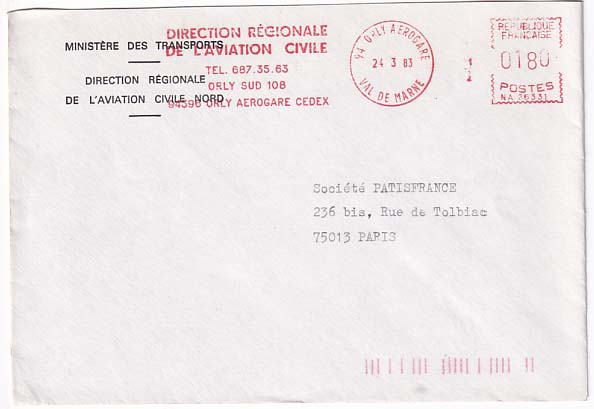 MINISTÈRE DES TRANSPORTS
DIRECTION RÉGIONALE
DE L'AVIATION CIVILE NORD
DIRECTION RÉGIONALE
DE L'AVIATION CIVILE
TEL. 687.35.63
ORLY SUD 108
94396 ORLY AEROGARE CEDEX
94 ORLY AEROGARE
24 3 83
VAL DE MARNE
REPUBLIQUE
FRANCAISE
0180
POSTES
NA 36331
Société PATISFRANCE
236 bis, Rue de Tolbiac
75013 PARIS